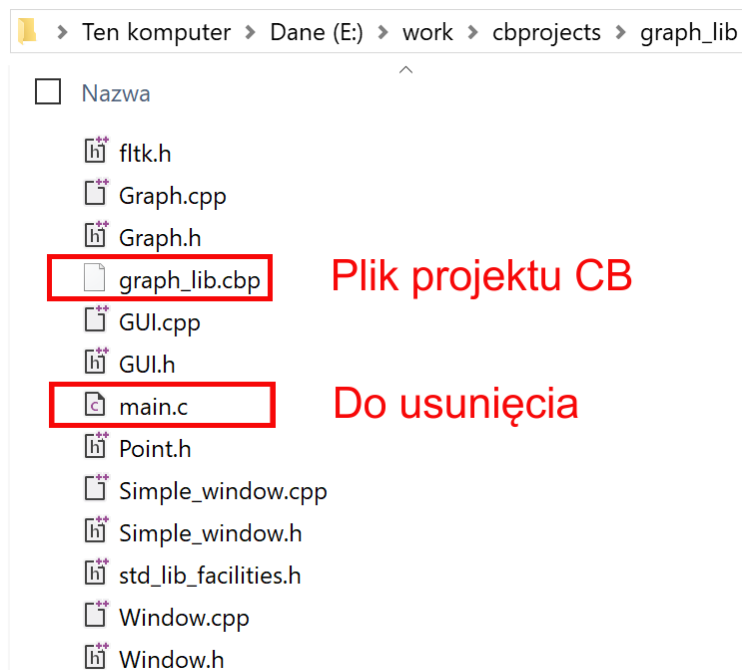 Ten komputer > Dane (E:) > work > cbprojects > graph_lib
Nazwa
fltk.h
Graph.cpp
Graph.h
graph_lib.cbp Plik projektu CB
GUI.cpp
GUI.h
main.c Do usunięcia
Point.h
Simple_window.cpp
Simple_window.h
std_lib_facilities.h
Window.cpp
Window.h